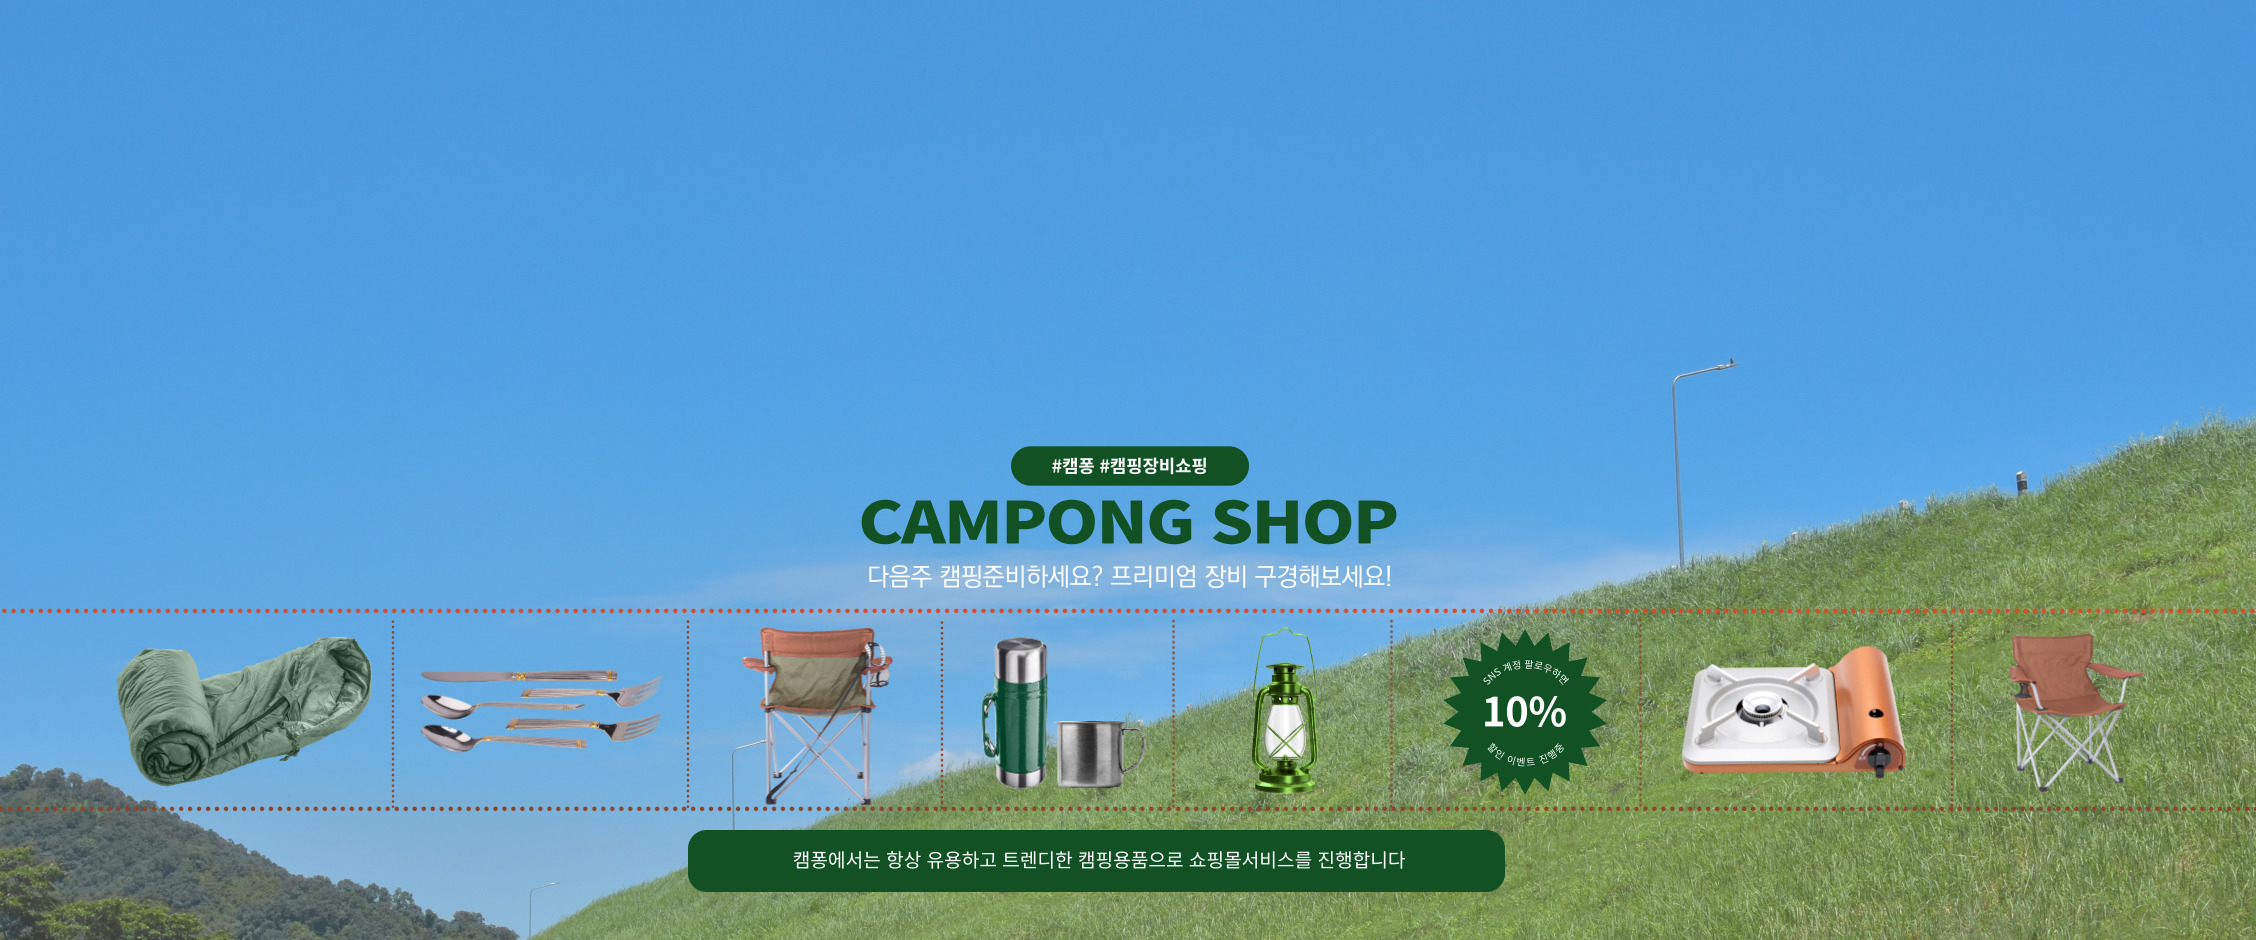 #캠퐁 #캠핑장비쇼핑
CAMPONG SHOP
다음주 캠핑준비하세요? 프리미엄 장비 구경해보세요!
SNS 계정 팔로우하면
10%
할인 이벤트 진행중
캠퐁에서는 항상 유용하고 트렌디한 캠핑용품으로 쇼핑몰서비스를 진행합니다